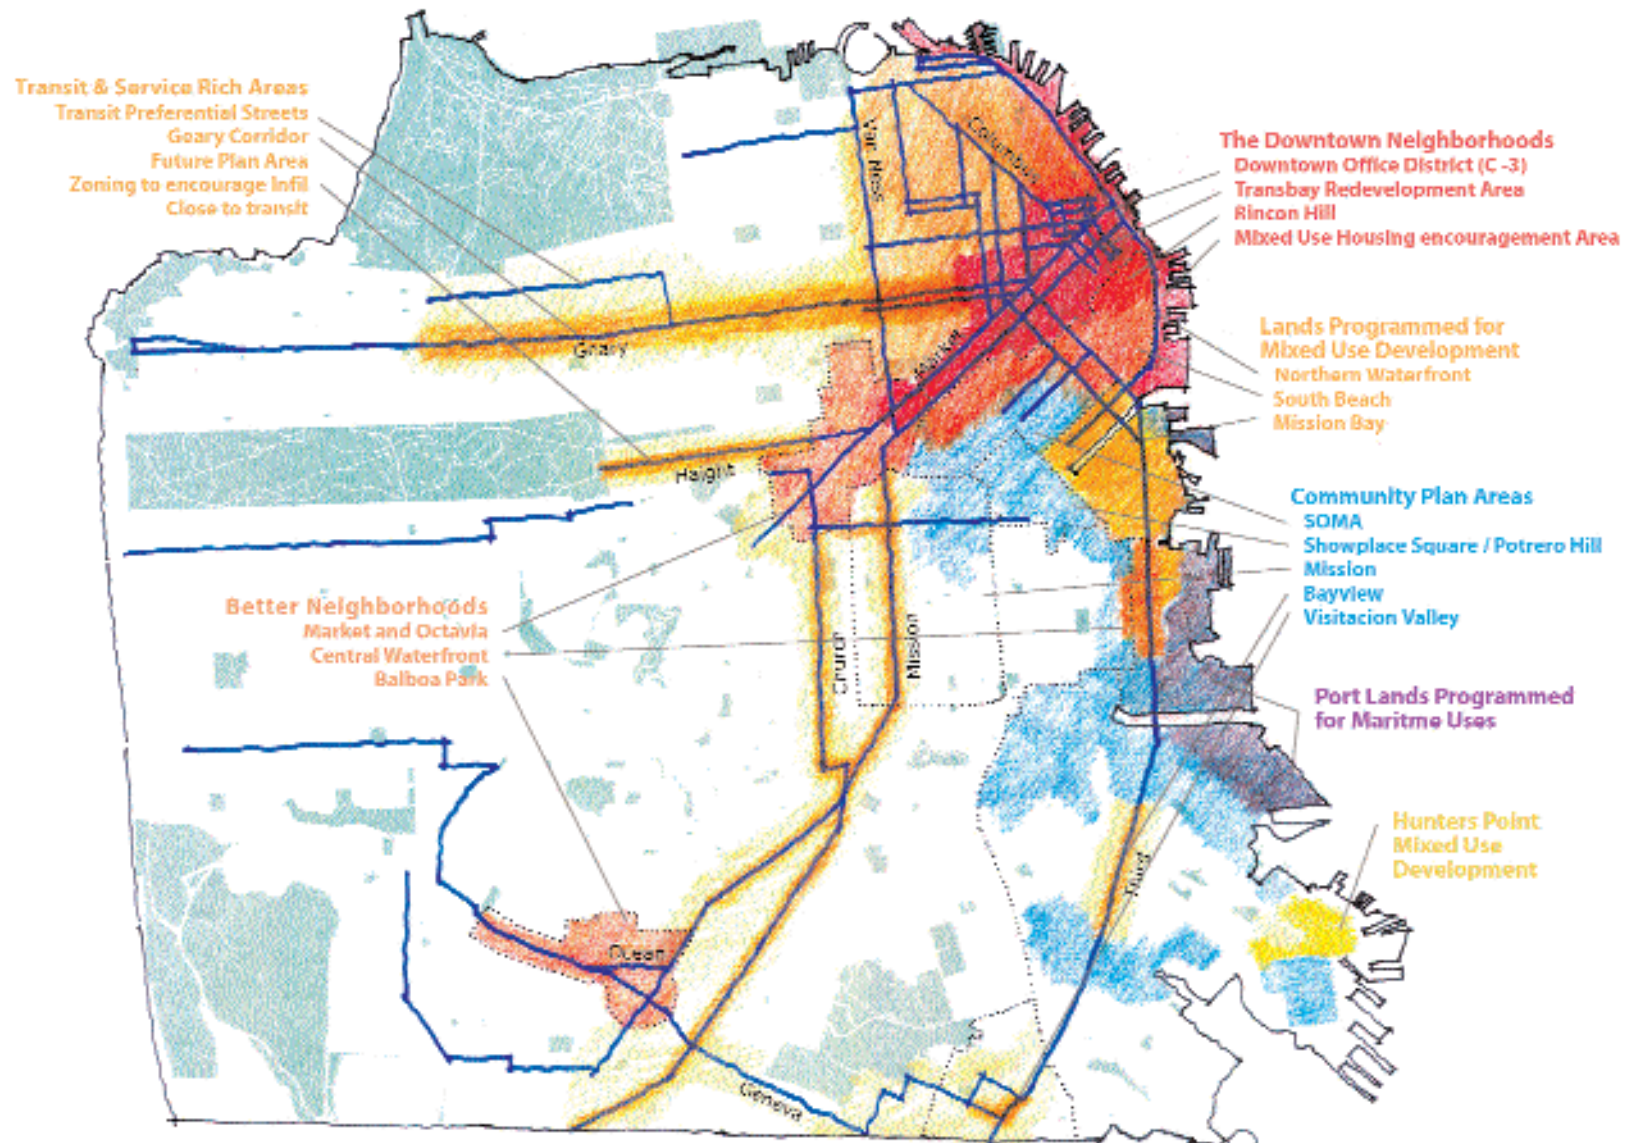 Transit & Service Rich Areas
Transit Preferential Streets
Geary Corridor
Future Plan Area
Zoning to encourage Infil
Close to transit
The Downtown Neighborhoods
Downtown Office District (C -3)
Transbay Redevelopment Area
Rincon Hill
Mixed Use Housing encouragement Area
Lands Programmed for
Mixed Use Development
Northern Waterfront
South Beach
Mission Bay
Community Plan Areas
SOMA
Showplace Square / Potrero Hill
Mission
Bayview
Visitacion Valley
Better Neighborhoods
Market and Octavia
Central Waterfront
Balboa Park
Port Lands Programmed
for Maritme Uses
Hunters Point
Mixed Use
Development
Van Ness
Columbus
Geary
Market
Haight
Church
Mission
Third
Ocean
Geneva